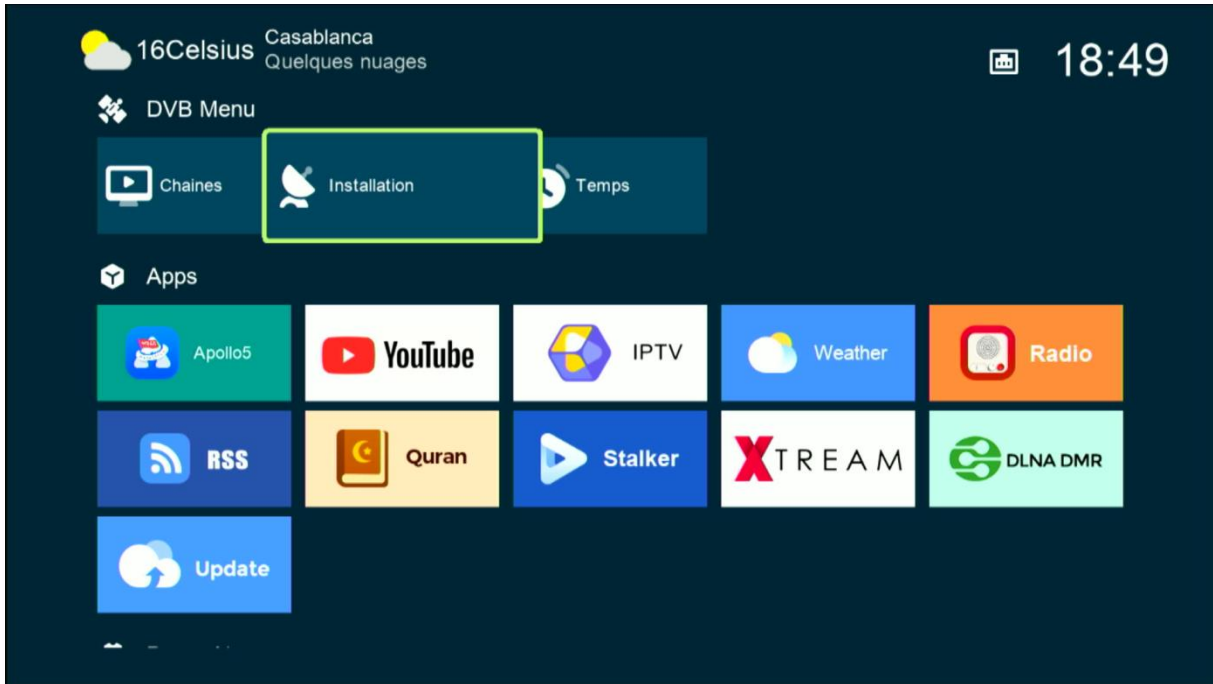 16Celsius
Casablanca
Quelques nuages
18:49
DVB Menu
Chaines
Installation
Temps
Apps
Apollo5
YouTube
IPTV
Weather
Radio
RSS
Quran
Stalker
XTREAM
DLNA DMR
Update